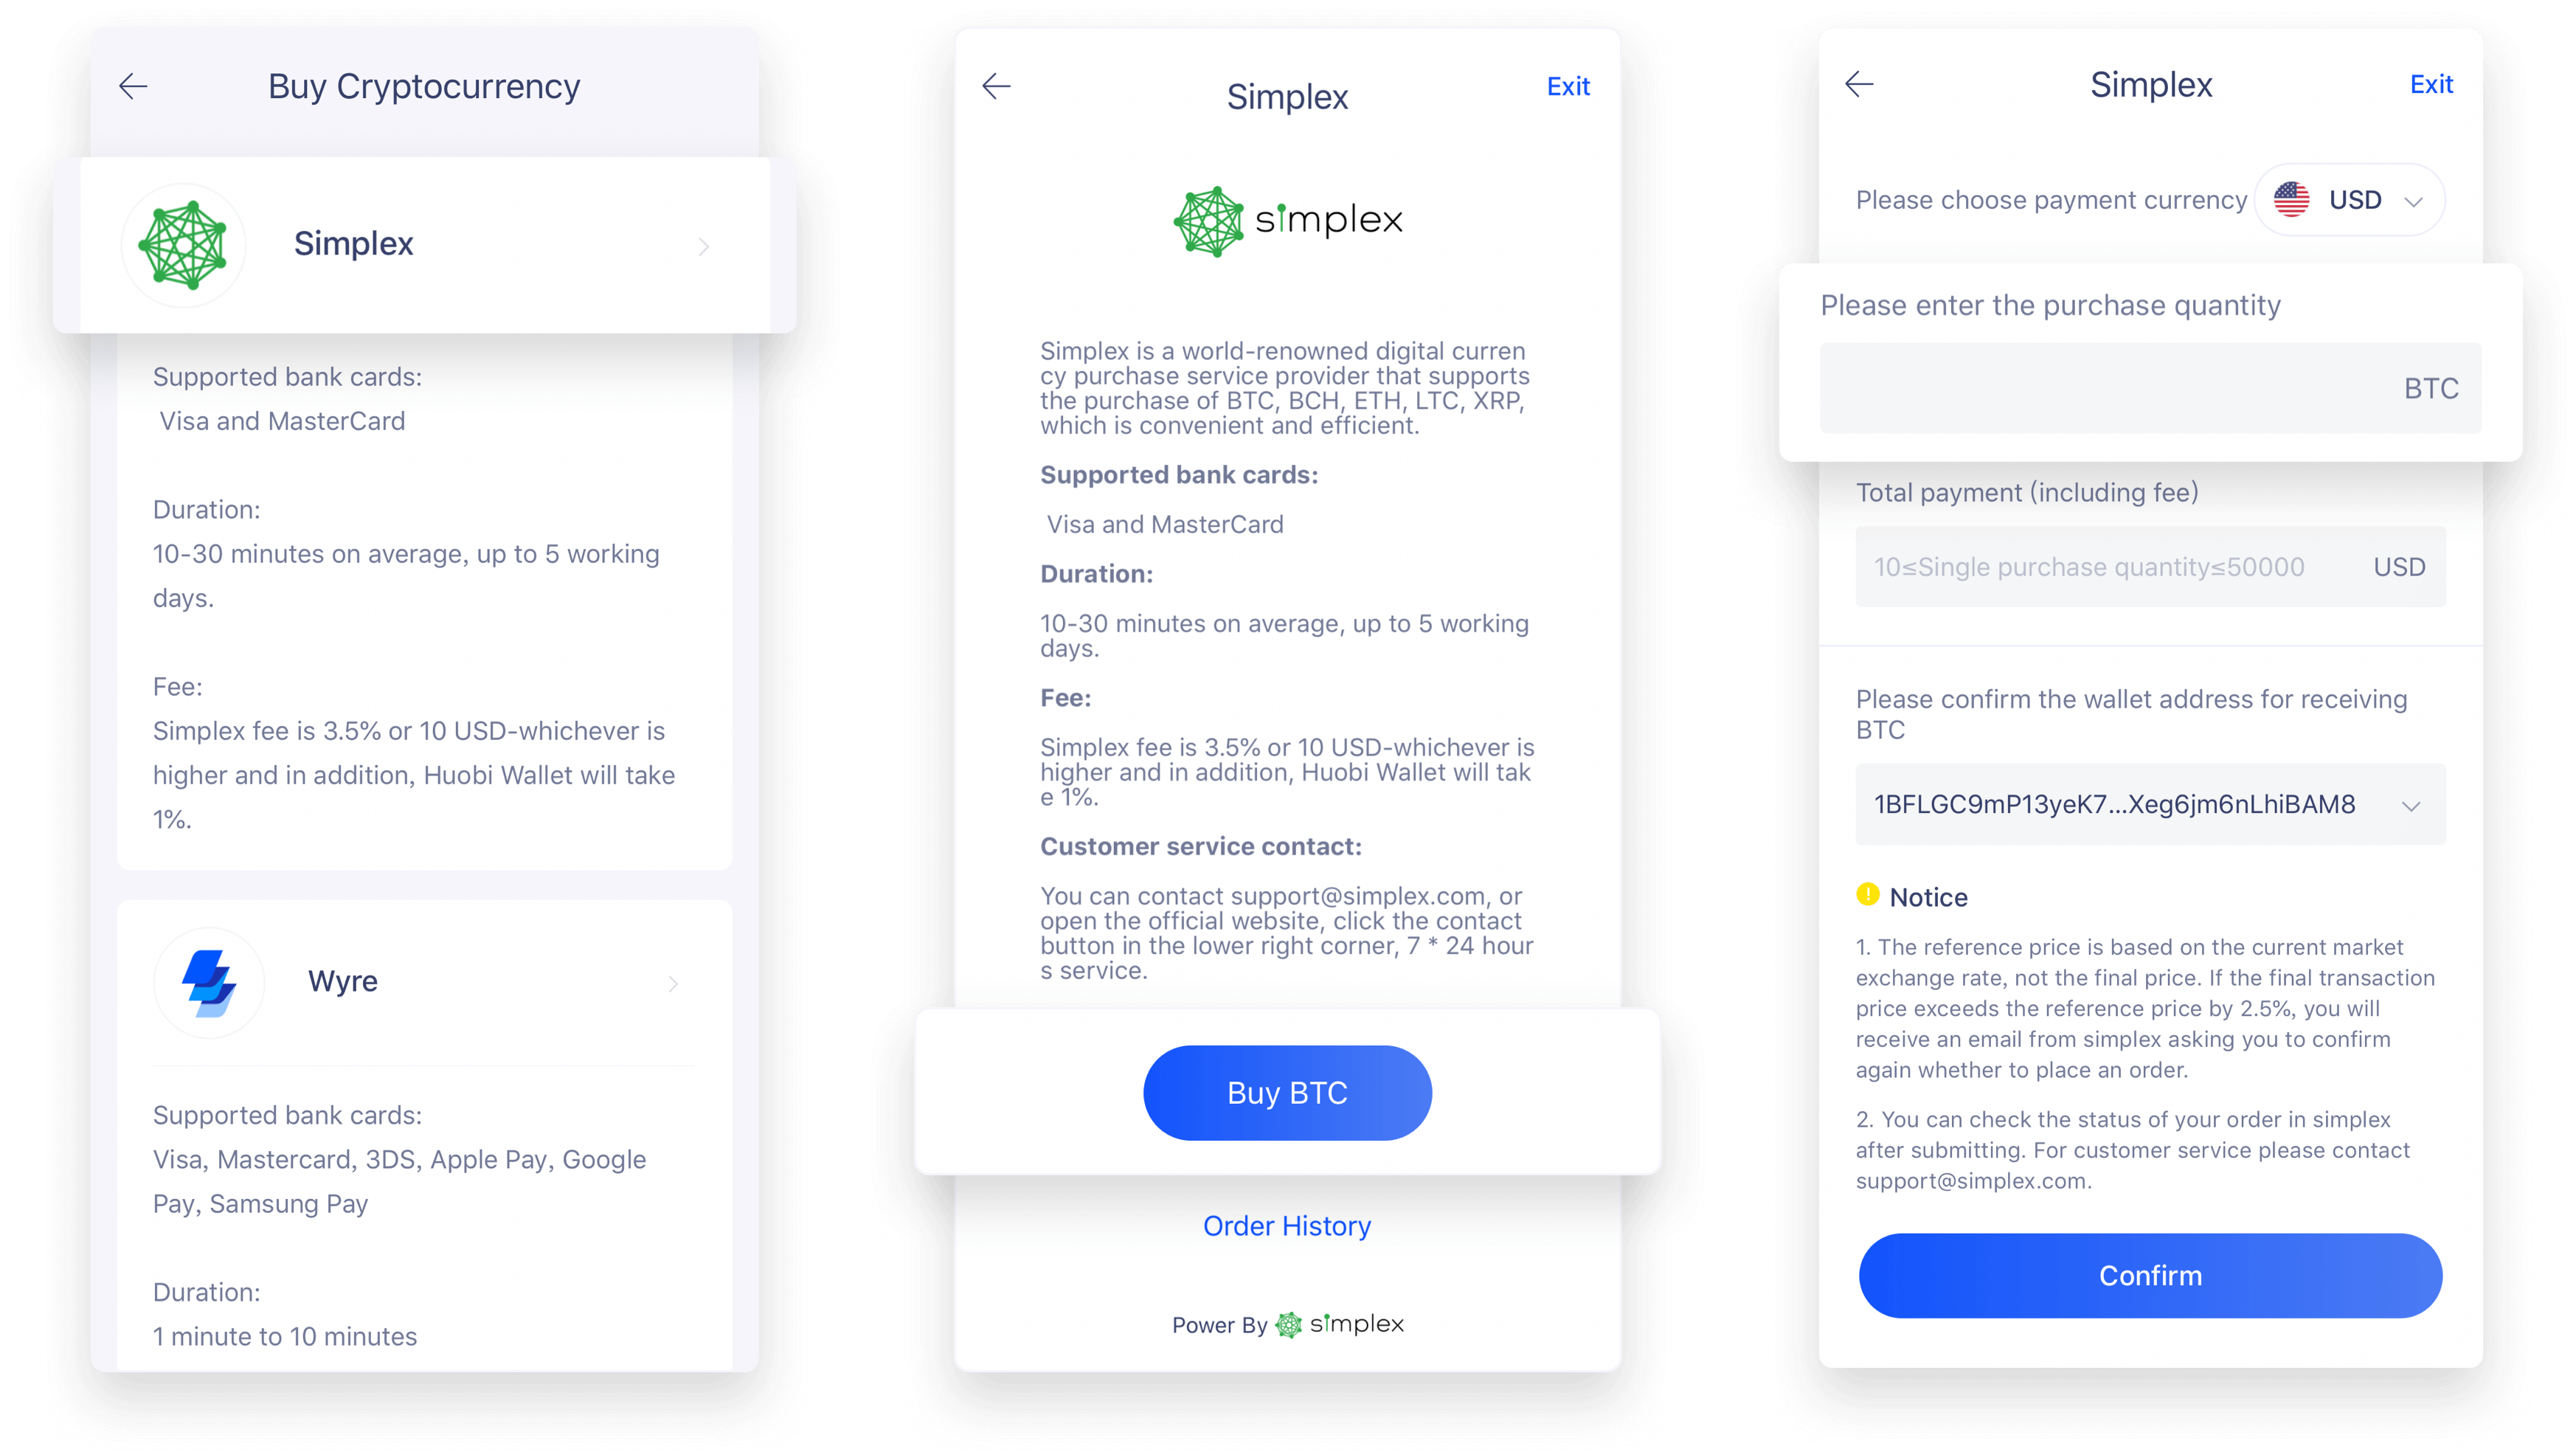 Buy Cryptocurrency
Simplex
Supported bank cards:
Visa and MasterCard
Duration:
10-30 minutes on average, up to 5 working
days.
Fee:
Simplex fee is 3.5% or 10 USD-whichever is
higher and in addition, Huobi Wallet will take
1%.
Wyre
Supported bank cards:
Visa, Mastercard, 3DS, Apple Pay, Google
Pay, Samsung Pay
Duration:
1 minute to 10 minutes
Simplex
Exit
simplex
Simplex is a world-renowned digital curren
cy purchase service provider that supports
the purchase of BTC, BCH, ETH, LTC, XRP,
which is convenient and efficient.
Supported bank cards:
Visa and MasterCard
Duration:
10-30 minutes on average, up to 5 working
days.
Fee:
Simplex fee is 3.5% or 10 USD-whichever is
higher and in addition, Huobi Wallet will tak
e 1%.
Customer service contact:
You can contact support@simplex.com, or
open the official website, click the contact
button in the lower right corner, 7 * 24 hour
s service.
Buy BTC
Order History
Power By simplex
Simplex
Exit
Please choose payment currency USD
Please enter the purchase quantity
BTC
Total payment (including fee)
10≤Single purchase quantity≤50000 USD
Please confirm the wallet address for receiving
BTC
1BFLGC9mP13yeK7...Xeg6jm6nLhiBAM8
Notice
1. The reference price is based on the current market
exchange rate, not the final price. If the final transaction
price exceeds the reference price by 2.5%, you will
receive an email from simplex asking you to confirm
again whether to place an order.
2. You can check the status of your order in simplex
after submitting. For customer service please contact
support@simplex.com.
Confirm